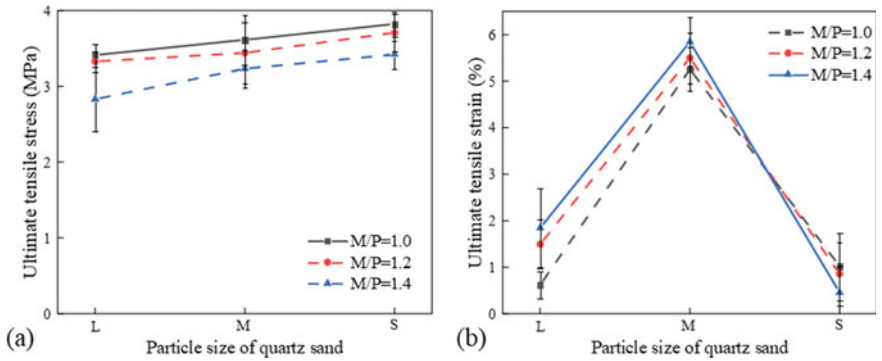 4
3
2
1
0
Ultimate tensile stress (MPa)
M/P=1.0
M/P=1.2
M/P=1.4
L
M
S
Particle size of quartz sand
(a)
6
5
4
3
2
1
0
Ultimate tensile strain (%)
M/P=1.0
M/P=1.2
M/P=1.4
L
M
S
Particle size of quartz sand
(b)